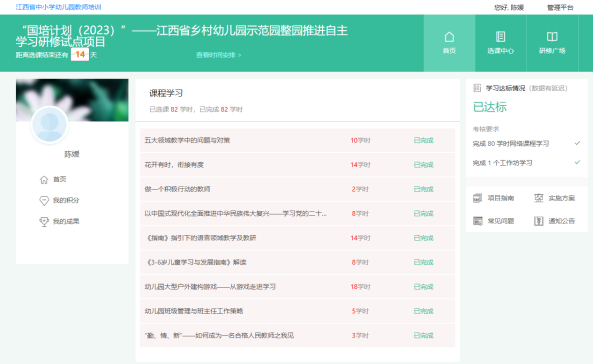 江西省中小学幼儿园教师培训
您好, 陈媛
管理平台
“国培计划（2023）”——江西省乡村幼儿园示范园整园推进自主
学习研修试点项目
距离选课结束还有 14 天
查看时间安排 >
首页
选课中心
研修广场
陈媛
首页
我的积分
我的成果
课程学习
已选课 82 学时，已完成 82 学时
五大领域教学中的问题与对策 10学时 已完成
花开有时，衔接有度 14学时 已完成
做一个积极行动的教师 2学时 已完成
以中国式现代化全面推进中华民族伟大复兴——学习党的二十... 8学时 已完成
《指南》指引下的语言领域教学及教研 14学时 已完成
《3-6岁儿童学习与发展指南》解读 8学时 已完成
幼儿园大型户外建构游戏——从游戏走进学习 18学时 已完成
幼儿园班级管理与班主任工作策略 5学时 已完成
“勤、情、新”——如何成为一名合格人民教师之我见 3学时 已完成
学习达标情况（数据有延迟）
已达标
考核要求
完成 80 学时网络课程学习
完成 1 个工作坊学习
项目指南
实施方案
常见问题
通知公告